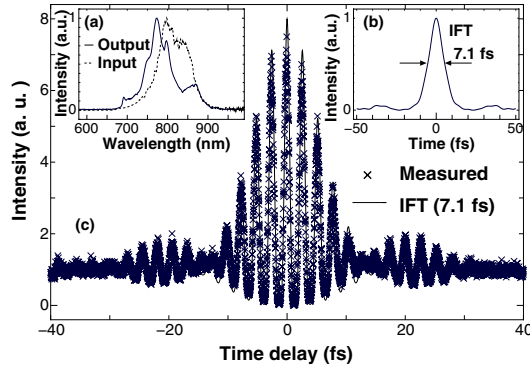 (a)
Output
Input
Intensity (a.u.)
1
0
600 700 800 900
Wavelength (nm)
(b)
IFT
7.1 fs
Intensity (a.u.)
1
0
−50 0 50
Time (fs)
Intensity (a. u.)
8
6
4
2
0
× Measured
IFT (7.1 fs)
(c)
−40 −20 0 20 40
Time delay (fs)